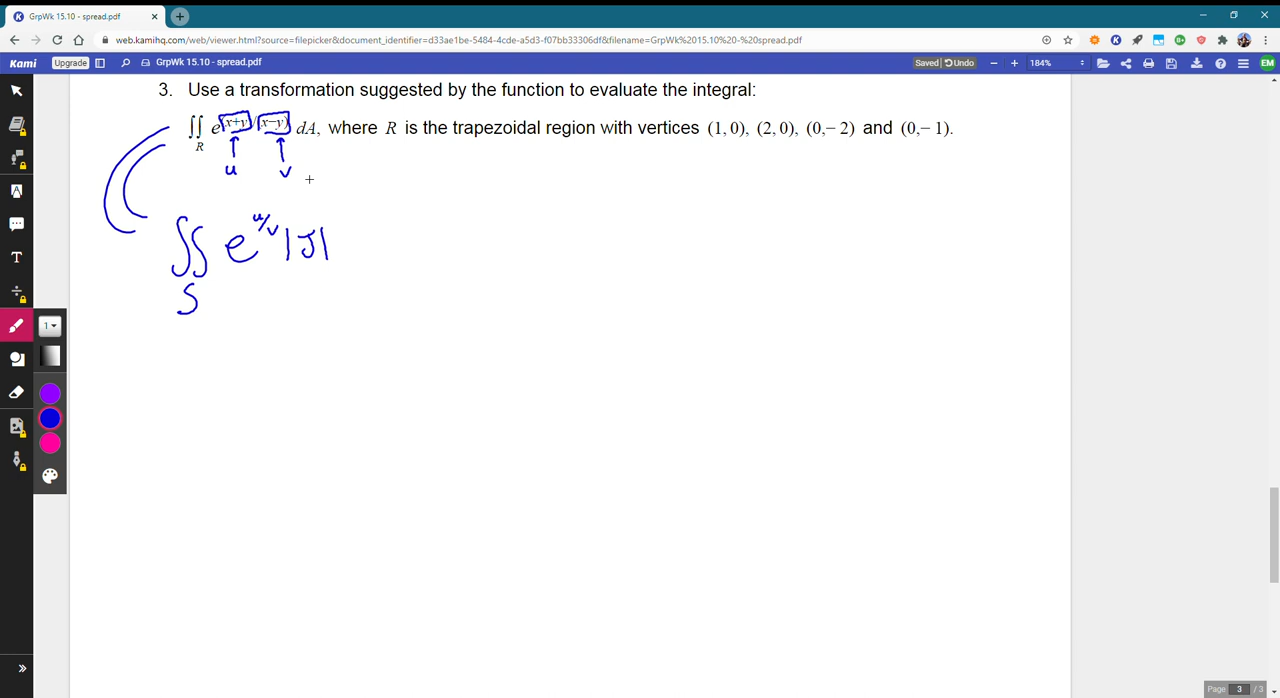 GrpWk 15.10 - spread.pdf
web.kamihq.com/web/viewer.html?source=filepicker&document_identifier=d33ae1be-5484-4cde-a5d3-f07bb33306df&filename=GrpWk%2015.10%20-%20spread.pdf
Kami Upgrade GrpWk 15.10 - spread.pdf Saved Undo 184% EM
3. Use a transformation suggested by the function to evaluate the integral:
∬_R e^{(x+y)/(x−y)} dA, where R is the trapezoidal region with vertices (1, 0), (2, 0), (0,− 2) and (0,− 1).
u v
∬_S e^{u/v} |J|
1
Page 3 / 3